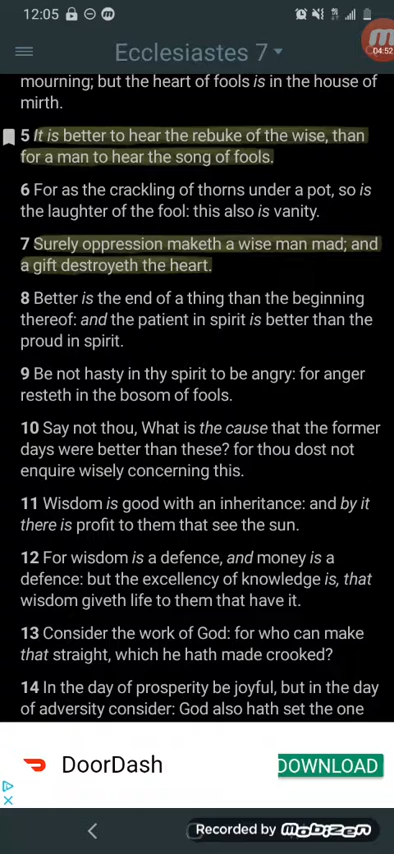 12:05
Ecclesiastes 7
04:52
mourning; but the heart of fools is in the house of
mirth.
5 It is better to hear the rebuke of the wise, than
for a man to hear the song of fools.
6 For as the crackling of thorns under a pot, so is
the laughter of the fool: this also is vanity.
7 Surely oppression maketh a wise man mad; and
a gift destroyeth the heart.
8 Better is the end of a thing than the beginning
thereof: and the patient in spirit is better than the
proud in spirit.
9 Be not hasty in thy spirit to be angry: for anger
resteth in the bosom of fools.
10 Say not thou, What is the cause that the former
days were better than these? for thou dost not
enquire wisely concerning this.
11 Wisdom is good with an inheritance: and by it
there is profit to them that see the sun.
12 For wisdom is a defence, and money is a
defence: but the excellency of knowledge is, that
wisdom giveth life to them that have it.
13 Consider the work of God: for who can make
that straight, which he hath made crooked?
14 In the day of prosperity be joyful, but in the day
of adversity consider: God also hath set the one
DoorDash
DOWNLOAD
Recorded by mobizen